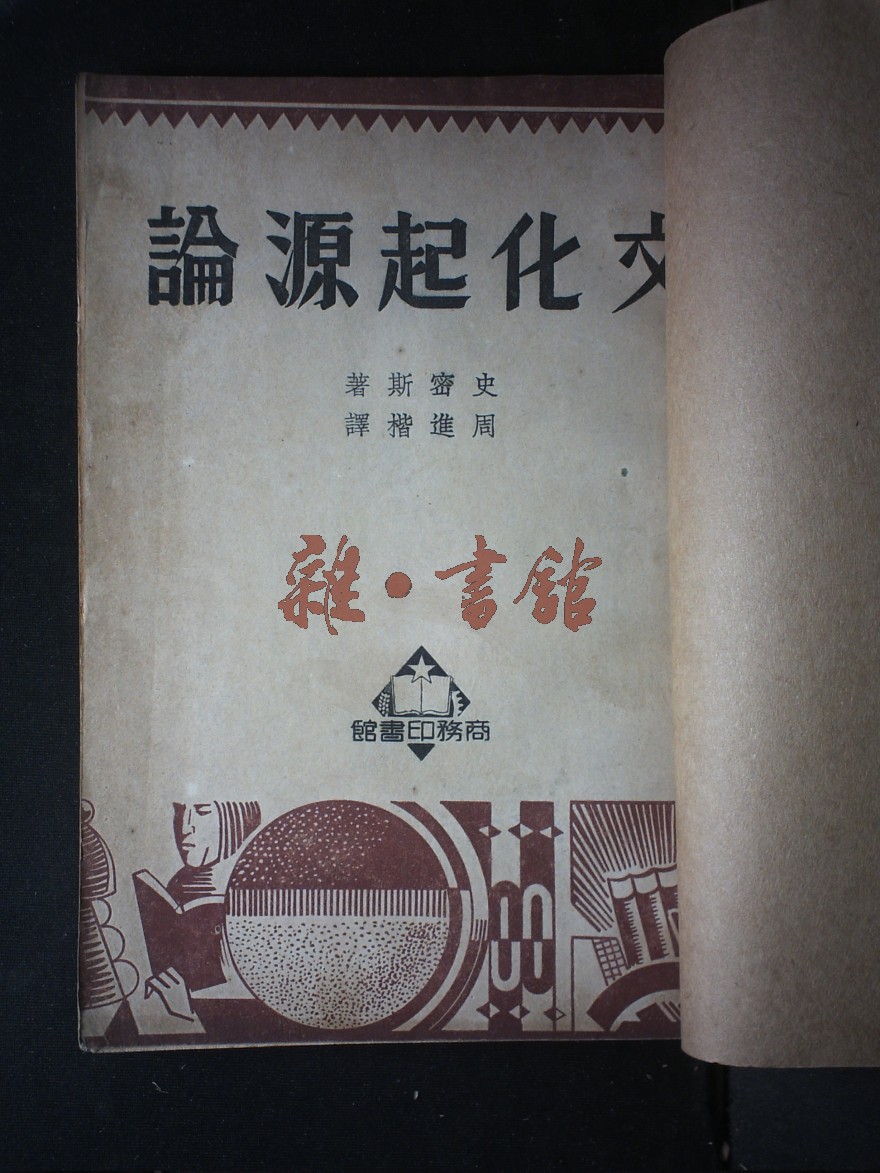 文化起源論
史密斯著
周進楷譯
雜·書館
商務印書館